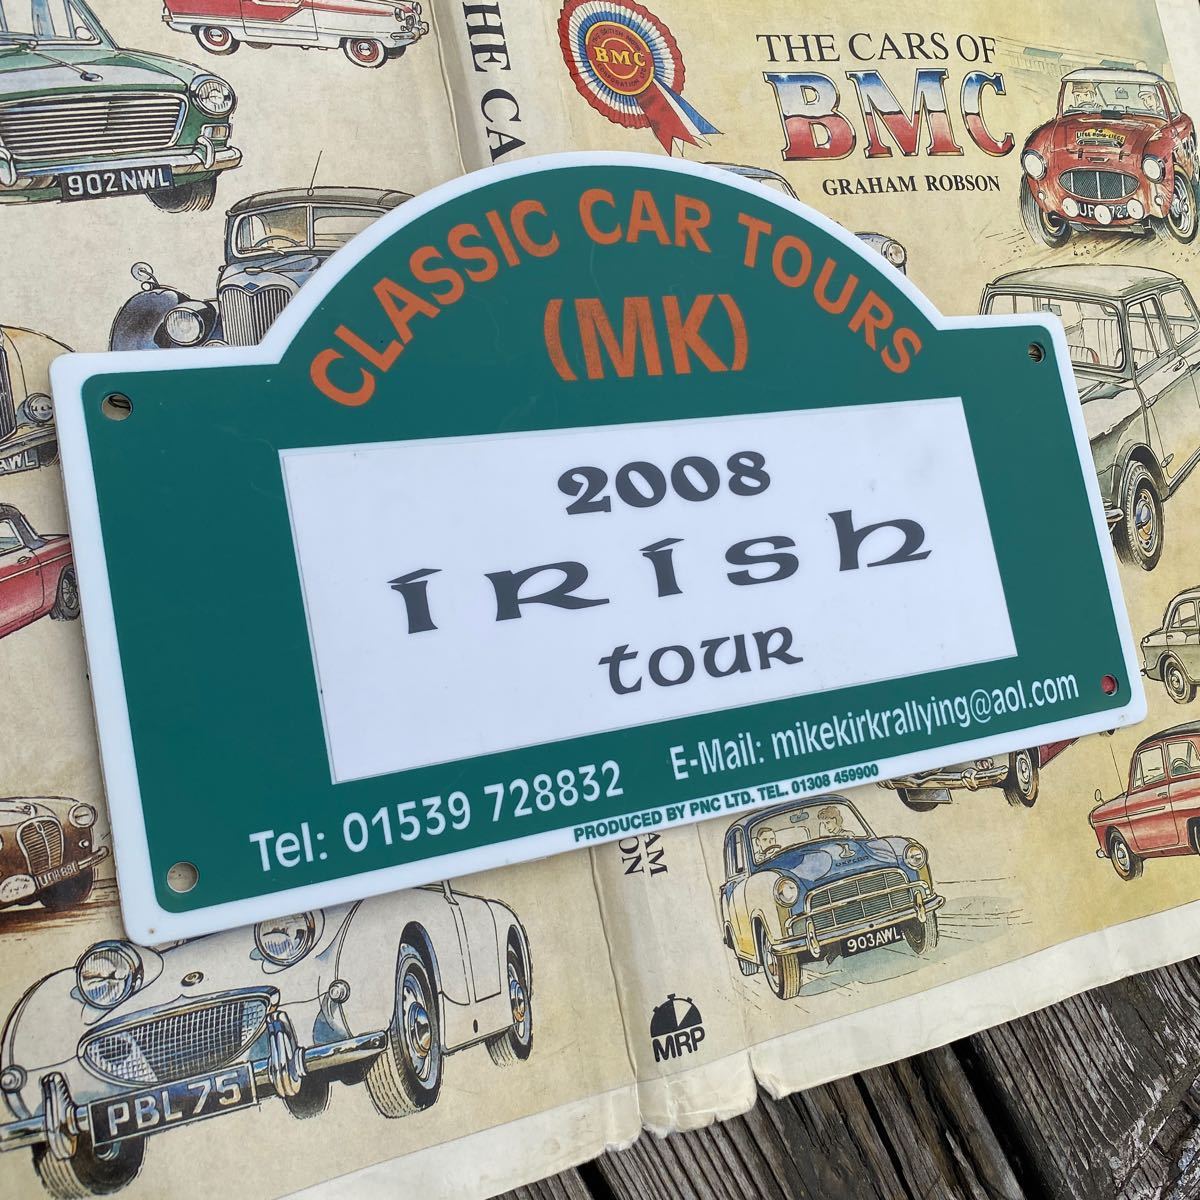 THE CARS OF
BMC
GRAHAM ROBSON
BMC
THE CA
902NWL
CLASSIC CAR TOURS
(MK)
2008
IRISH
TOUR
Tel: 01539 728832 E-Mail: mikekirkrallying@aol.com
PRODUCED BY PNC LTD. TEL. 01308 459900
AWL
903AWL
PBL75
MRP